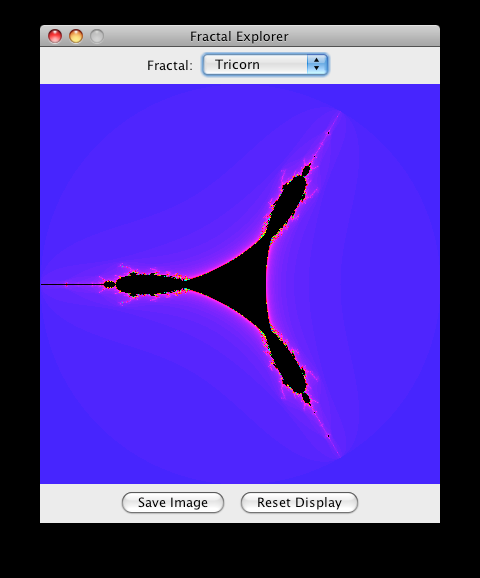 Fractal Explorer
Fractal: Tricorn
Save Image Reset Display